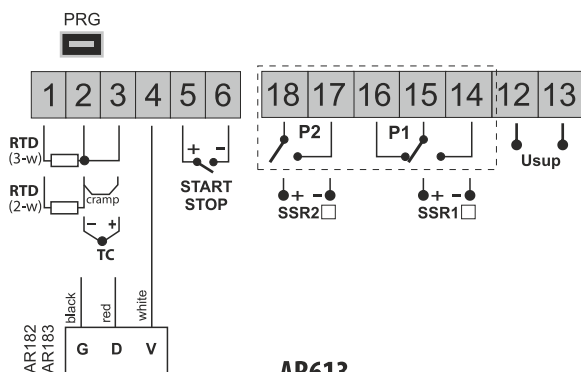 PRG
1 2 3 4 5 6 18 17 16 15 14 12 13
RTD
(3-w)
RTD
(2-w)
cramp
- +
TC
+ -
START
STOP
P2
P1
+ -
SSR2
+ -
SSR1
Usup
black
red
white
AR182
AR183
G D V
AR613